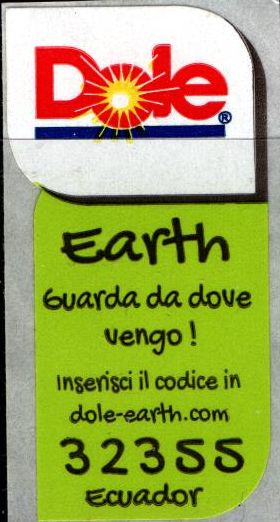 Dole®
Earth
Guarda da dove
vengo!
Inserisci il codice in
dole-earth.com
32355
Ecuador